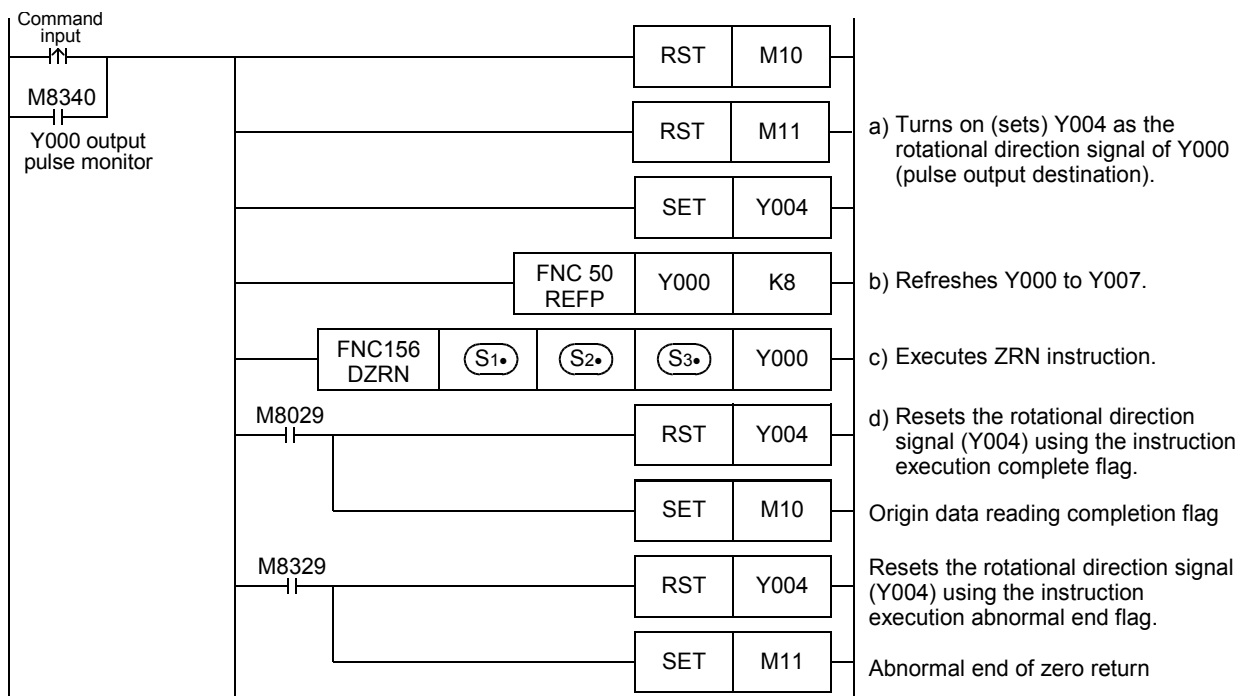 Command
input
RST M10
M8340
Y000 output
pulse monitor
RST M11
a) Turns on (sets) Y004 as the
rotational direction signal of Y000
(pulse output destination).
SET Y004
FNC 50
REFP Y000 K8
b) Refreshes Y000 to Y007.
FNC156
DZRN S1• S2• S3• Y000
c) Executes ZRN instruction.
M8029
RST Y004
d) Resets the rotational direction
signal (Y004) using the instruction
execution complete flag.
SET M10
Origin data reading completion flag
M8329
RST Y004
Resets the rotational direction signal
(Y004) using the instruction
execution abnormal end flag.
SET M11
Abnormal end of zero return